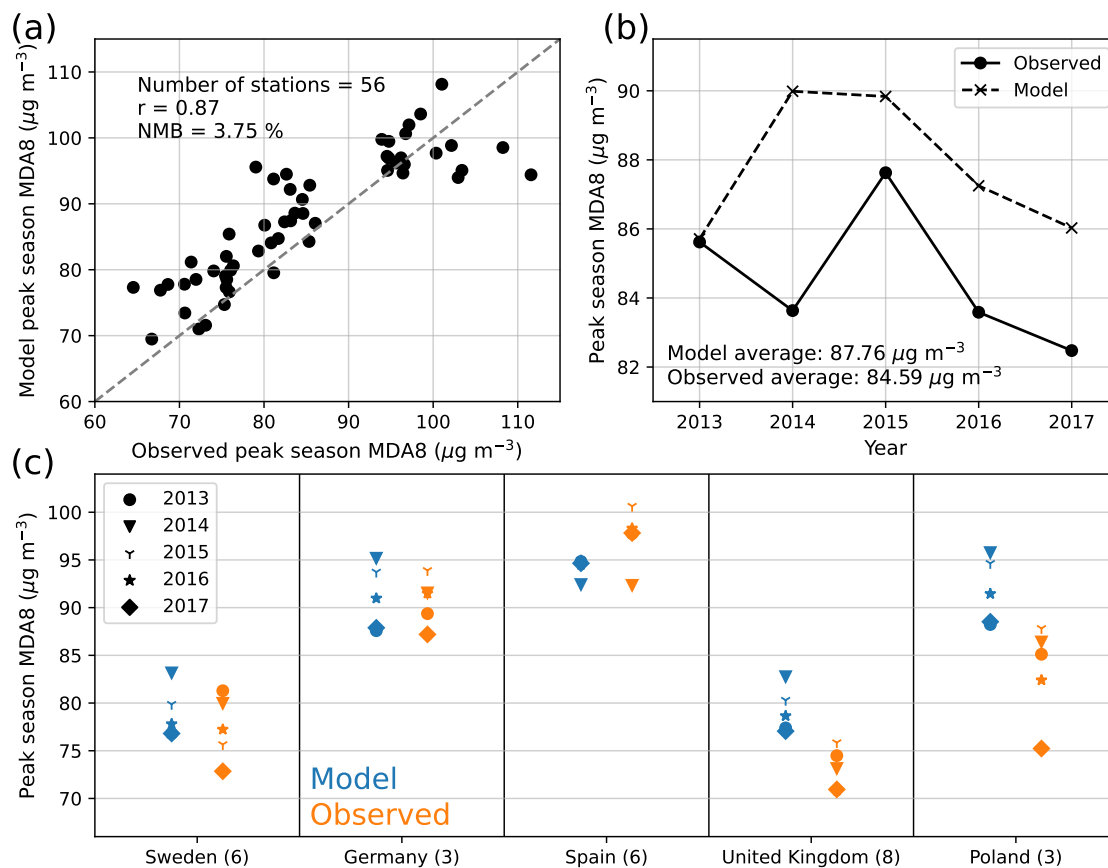 (a)
Model peak season MDA8 (μg m⁻³)
110
100
90
80
70
60
Number of stations = 56
r = 0.87
NMB = 3.75 %
60 70 80 90 100 110
Observed peak season MDA8 (μg m⁻³)
(b)
Peak season MDA8 (μg m⁻³)
90
88
86
84
82
Observed
Model
Model average: 87.76 μg m⁻³
Observed average: 84.59 μg m⁻³
2013 2014 2015 2016 2017
Year
(c)
Peak season MDA8 (μg m⁻³)
100
95
90
85
80
75
70
2013
2014
2015
2016
2017
Model
Observed
Sweden (6) Germany (3) Spain (6) United Kingdom (8) Poland (3)